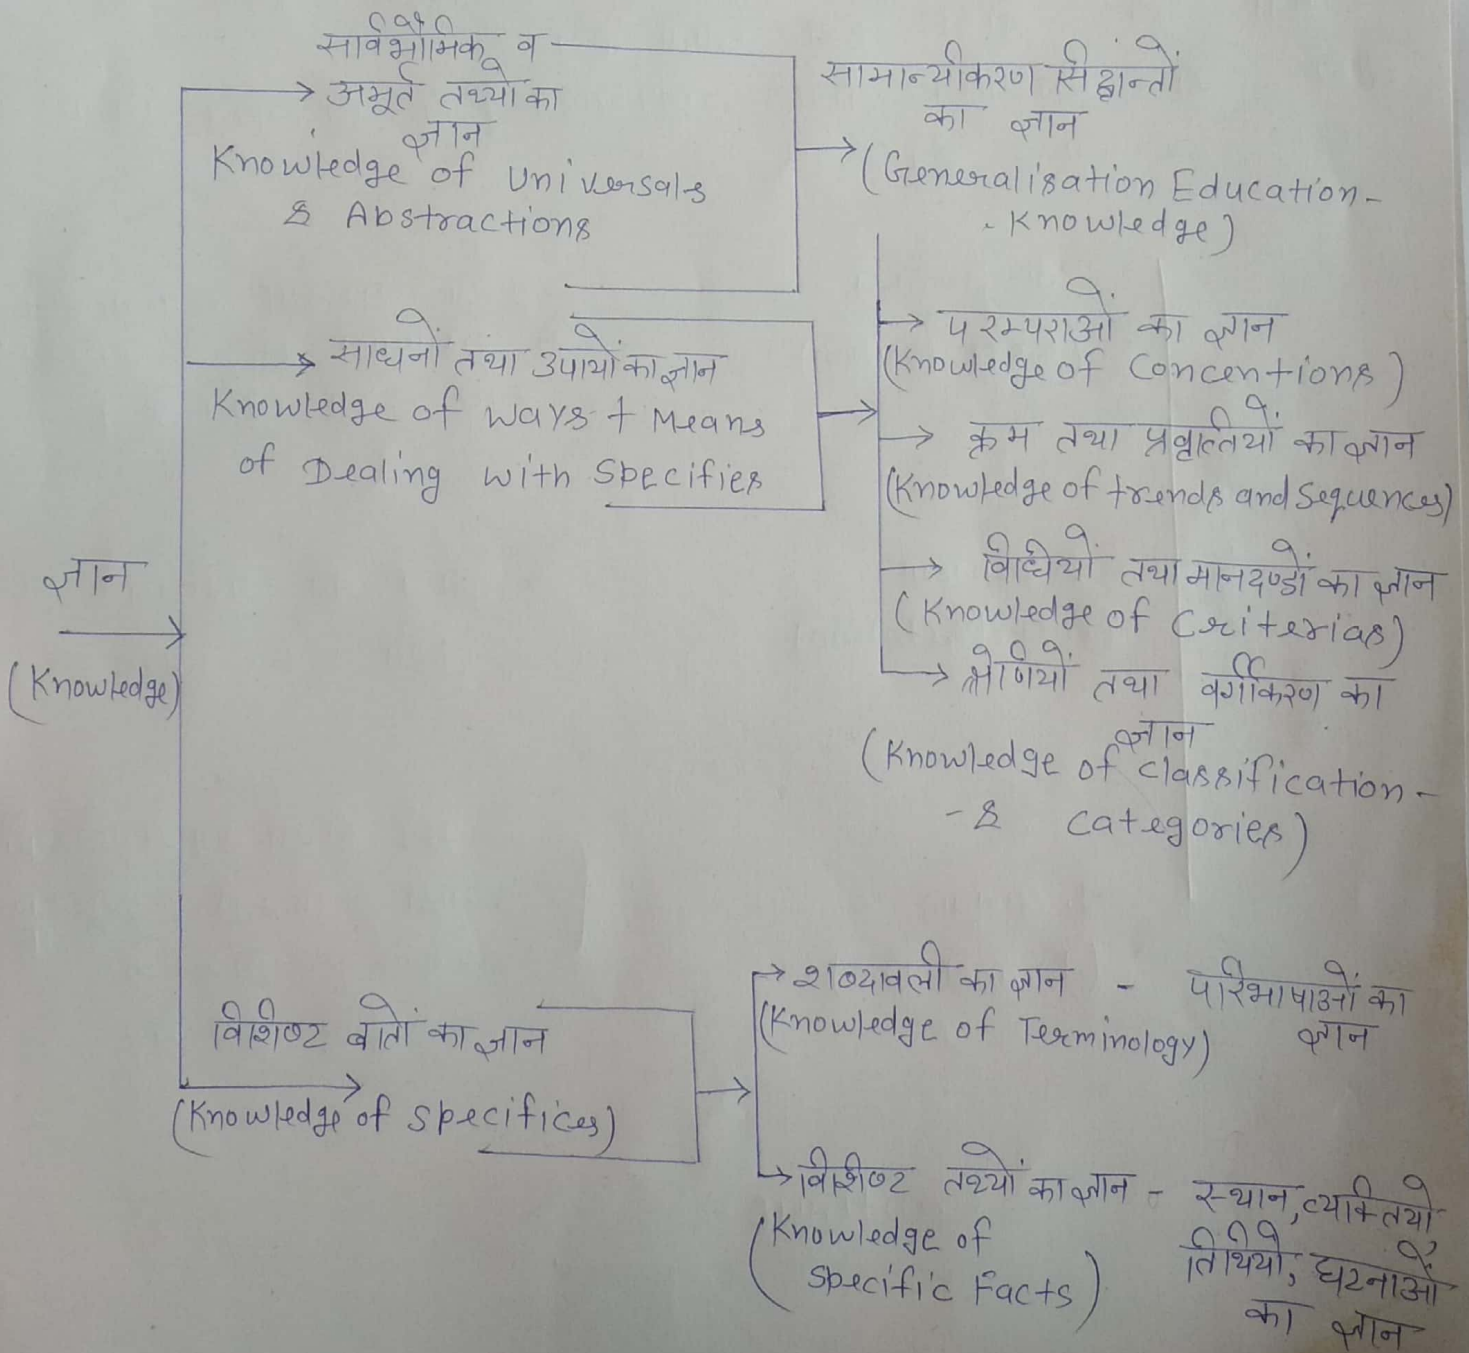 सार्वभौमिक व
अमूर्त तथ्यो का
ज्ञान
Knowledge of Universals
& Abstractions
सामान्यीकरण सिद्धान्तों
का ज्ञान
(Generalisation Education-
- Knowledge)
साधनों तथा उपायों का ज्ञान
Knowledge of Ways + Means
of Dealing with Specifies
परम्पराओं का ज्ञान
(Knowledge of Concentions)
क्रम तथा प्रवृत्तियों का ज्ञान
(Knowledge of trends and Sequences)
विधियों तथा मानदण्डों का ज्ञान
(Knowledge of Criterias)
श्रेणियों तथा वर्गीकरण का
ज्ञान
(Knowledge of classification-
- & categories)
ज्ञान
(Knowledge)
विशिष्ट बातों का ज्ञान
(Knowledge of Specifices)
शब्दावली का ज्ञान - परिभाषाओं का
ज्ञान
(Knowledge of Terminology)
विशिष्ट तथ्यों का ज्ञान - स्थान, व्यक्तियो,
तिथियो, घटनाओं
का ज्ञान
(Knowledge of
Specific Facts)